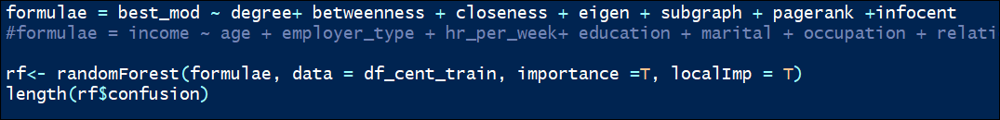 formulae = best_mod ~ degree+ betweenness + closeness + eigen + subgraph + pagerank +infocent
#formulae = income ~ age + employer_type + hr_per_week+ education + marital + occupation + relati
rf<- randomForest(formulae, data = df_cent_train, importance =T, localImp = T)
length(rf$confusion)